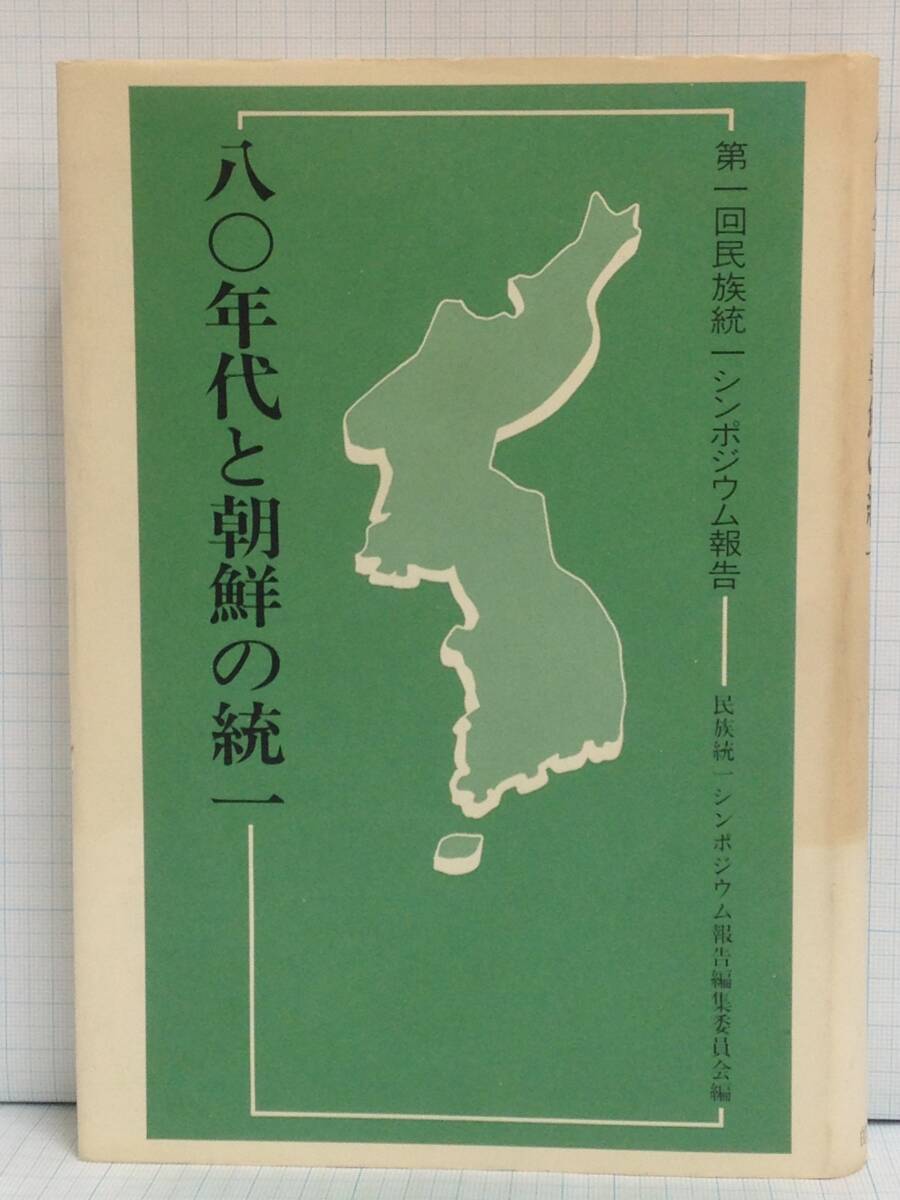 第一回民族統一シンポジウム報告
民族統一シンポジウム報告編集委員会編
八〇年代と朝鮮の統一